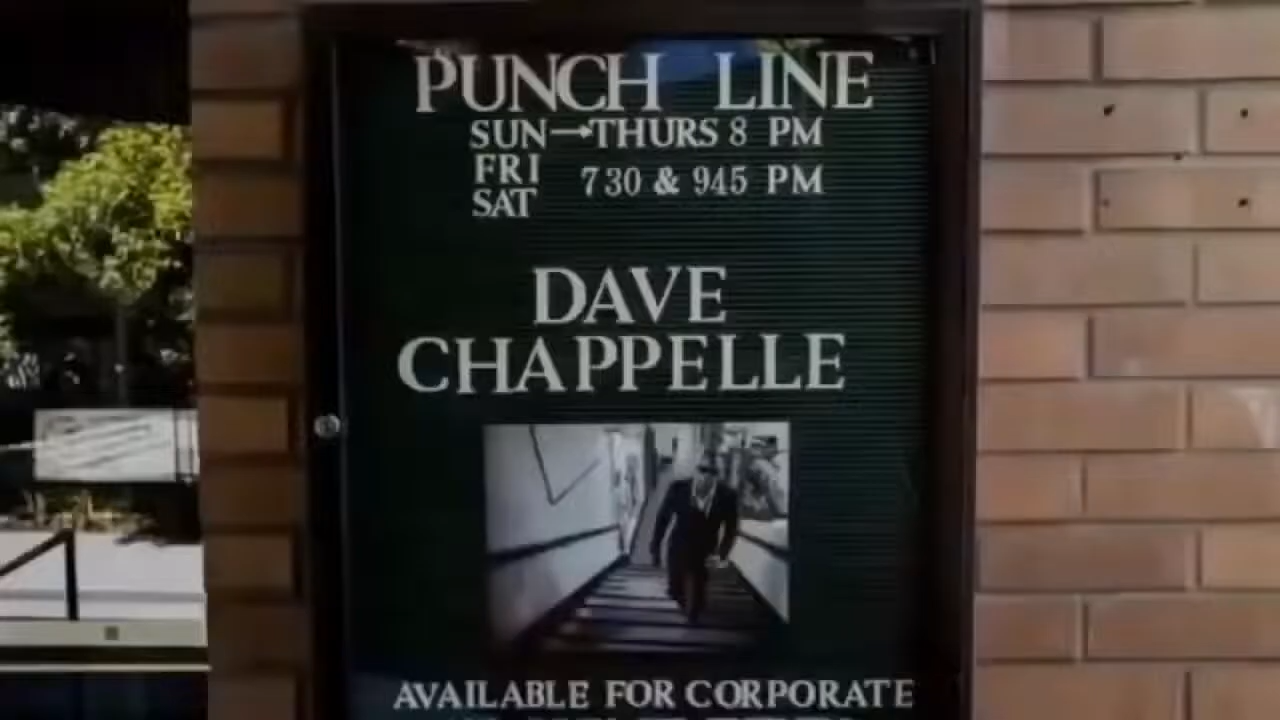 PUNCH LINE
SUN→THURS 8 PM
FRI
730 & 945 PM
SAT
DAVE
CHAPPELLE
AVAILABLE FOR CORPORATE